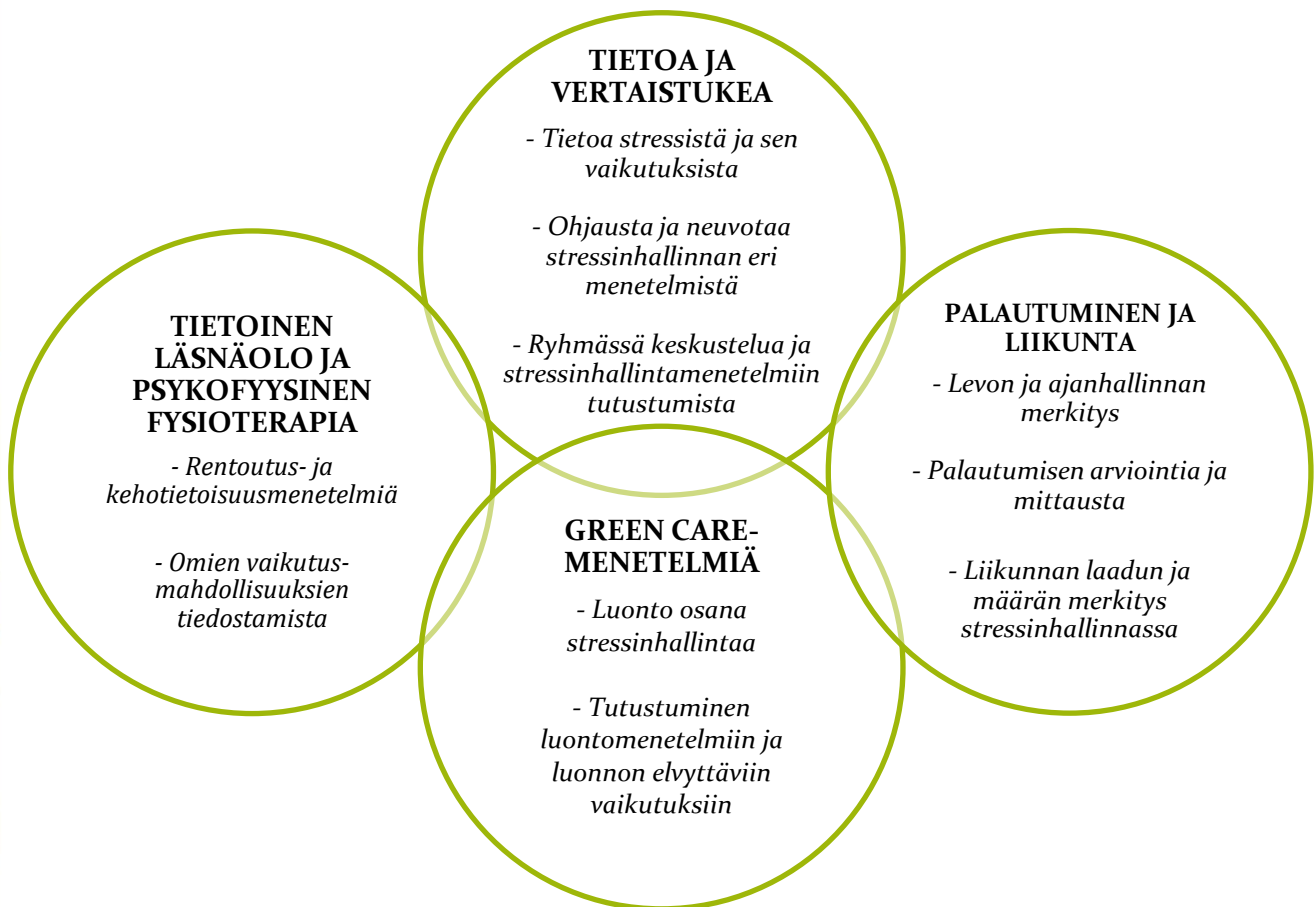 TIETOA JA
VERTAISTUKEA
- Tietoa stressistä ja sen
vaikutuksista
- Ohjausta ja neuvotaa
stressinhallinnan eri
menetelmistä
- Ryhmässä keskustelua ja
stressinhallintamenetelmiin
tutustumista
TIETOINEN
LÄSNÄOLO JA
PSYKOFYYSINEN
FYSIOTERAPIA
- Rentoutus- ja
kehotietoisuusmenetelmiä
- Omien vaikutus-
mahdollisuuksien
tiedostamista
PALAUTUMINEN JA
LIIKUNTA
- Levon ja ajanhallinnan
merkitys
- Palautumisen arviointia ja
mittausta
- Liikunnan laadun ja
määrän merkitys
stressinhallinnassa
GREEN CARE-
MENETELMIÄ
- Luonto osana
stressinhallintaa
- Tutustuminen
luontomenetelmiin ja
luonnon elvyttäviin
vaikutuksiin